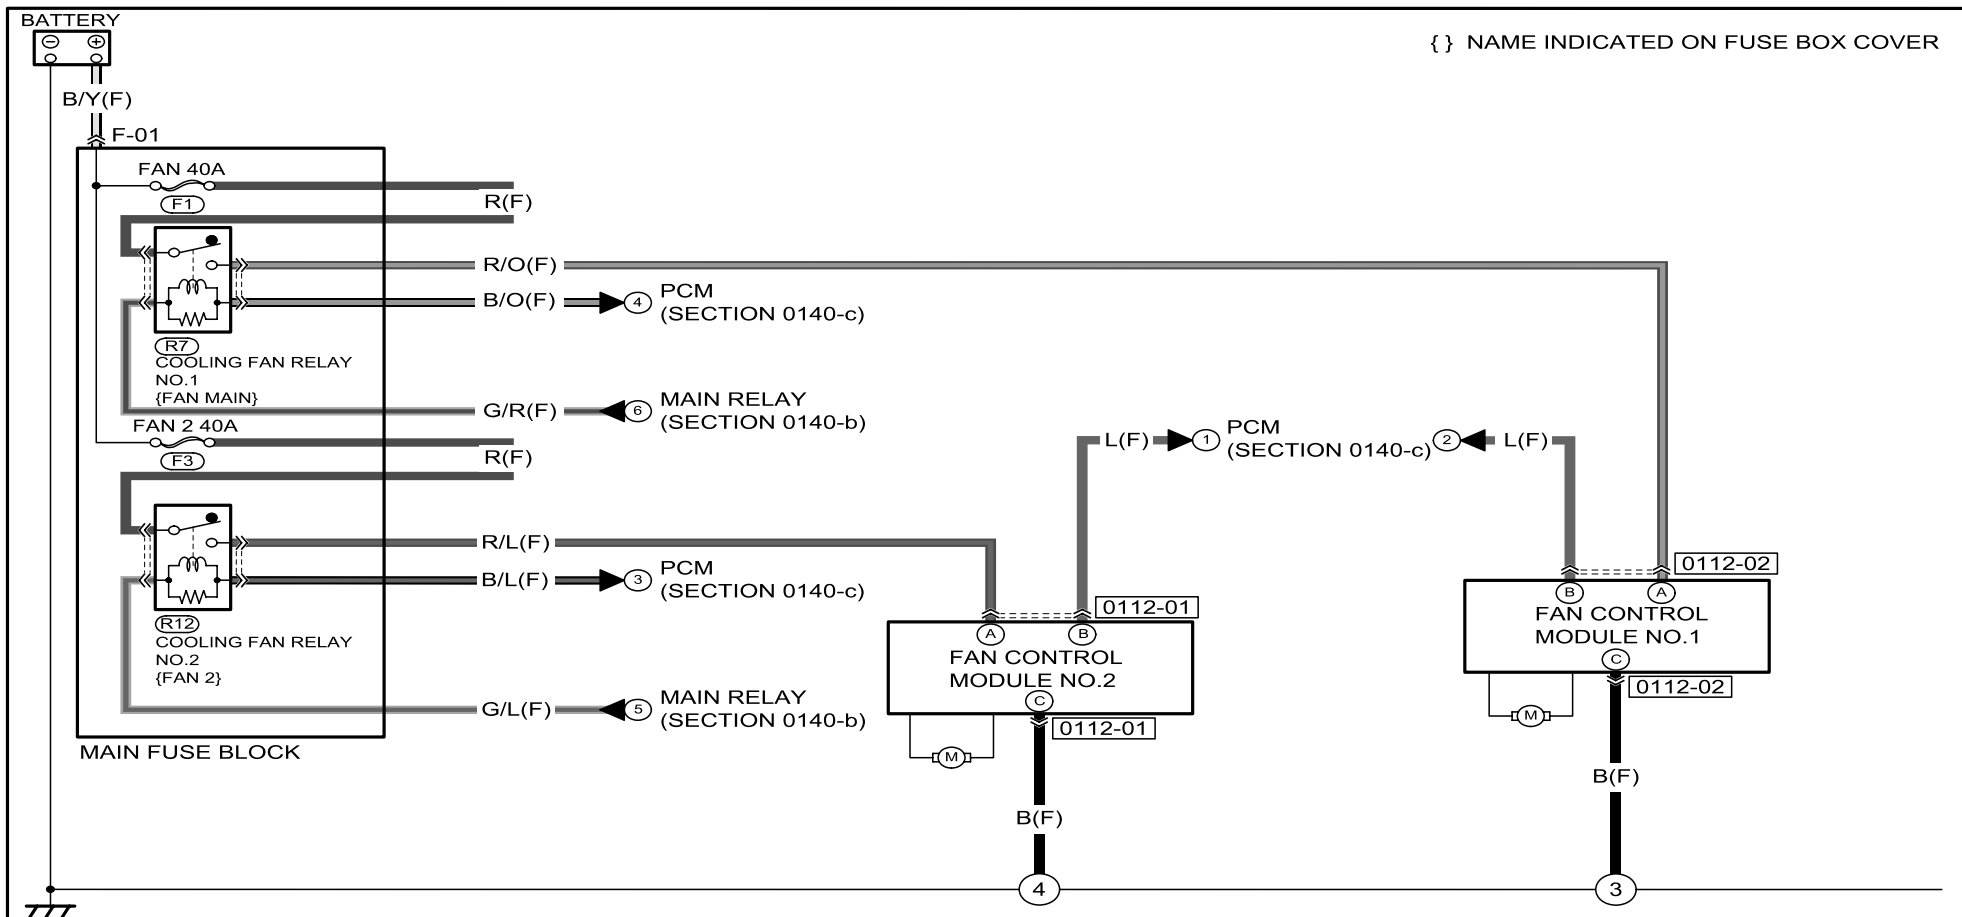 BATTERY
{ } NAME INDICATED ON FUSE BOX COVER
− +
B/Y(F)
F-01
FAN 40A
F1
R(F)
R/O(F)
B/O(F)
4
PCM
(SECTION 0140-c)
R7
COOLING FAN RELAY
NO.1
{FAN MAIN}
G/R(F)
6
MAIN RELAY
(SECTION 0140-b)
FAN 2 40A
F3
R(F)
L(F)
1
PCM
(SECTION 0140-c)
2
L(F)
R/L(F)
B/L(F)
3
PCM
(SECTION 0140-c)
R12
COOLING FAN RELAY
NO.2
{FAN 2}
G/L(F)
5
MAIN RELAY
(SECTION 0140-b)
MAIN FUSE BLOCK
0112-01
A B
FAN CONTROL
MODULE NO.2
C
0112-01
M
B(F)
4
0112-02
B A
FAN CONTROL
MODULE NO.1
C
0112-02
M
B(F)
3